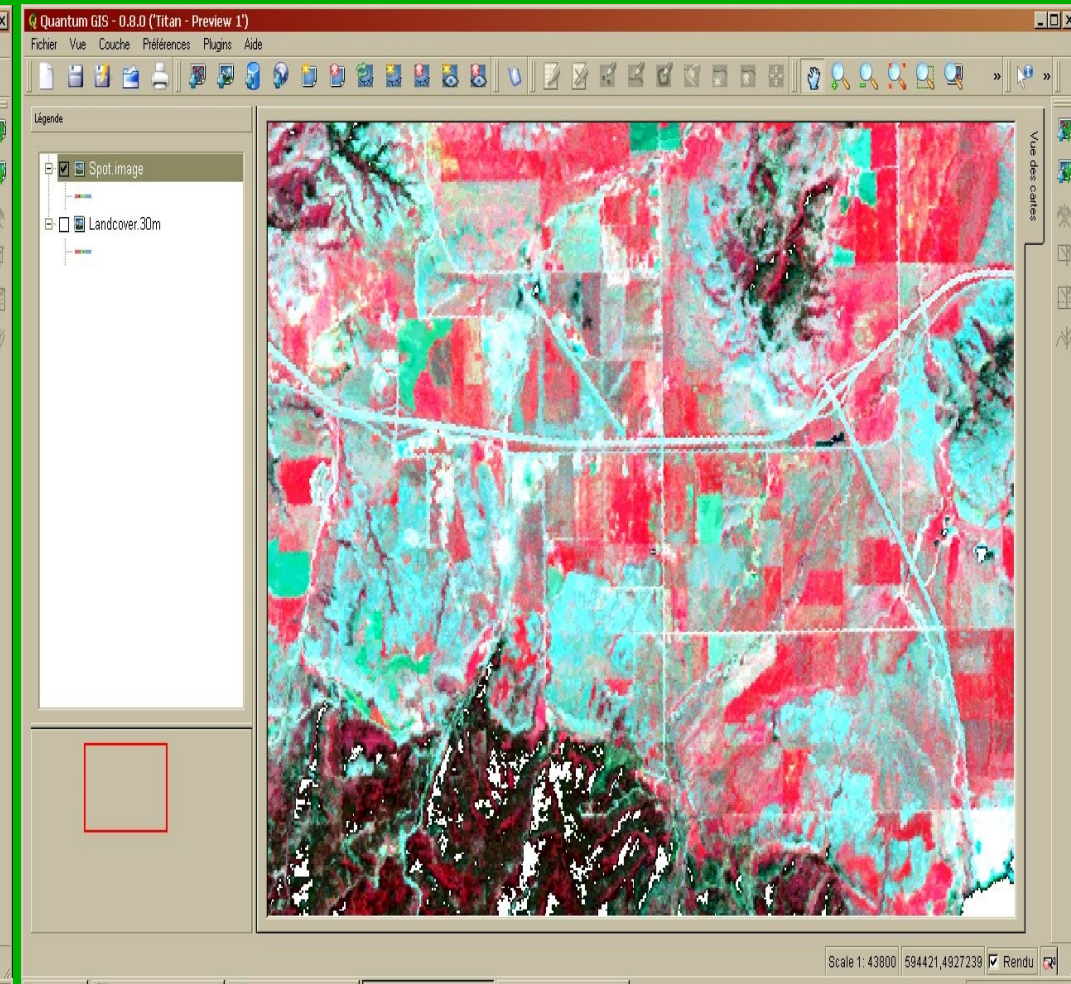 Quantum GIS - 0.8.0 ('Titan - Preview 1')
Fichier Vue Couche Préférences Plugins Aide
Légende
Spot.image
Landcover.30m
Vue des cartes
Scale 1: 43800 594421,4927239 Rendu